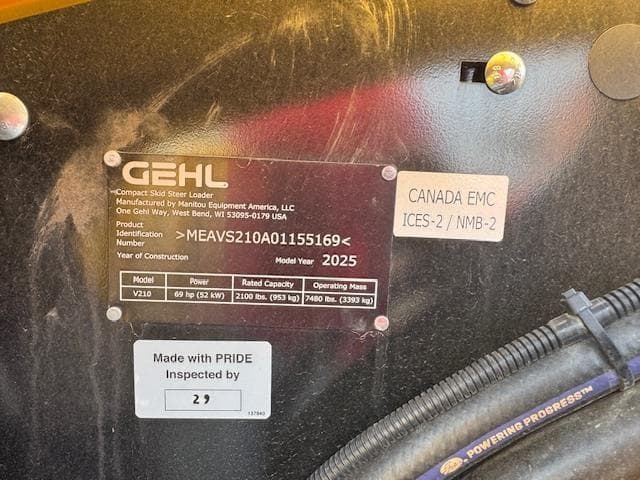 GEHL
Compact Skid Steer Loader
Manufactured by Manitou Equipment America, LLC
One Gehl Way, West Bend, WI 53095-0179 USA
Product
Identification
Number
>MEAVS210A01155169<
Year of Construction
Model Year 2025
Model Power Rated Capacity Operating Mass
V210 69 hp (52 kW) 2100 lbs. (953 kg) 7480 lbs. (3393 kg)
CANADA EMC
ICES-2 / NMB-2
Made with PRIDE
Inspected by
29
137840
POWERING PROGRESS™